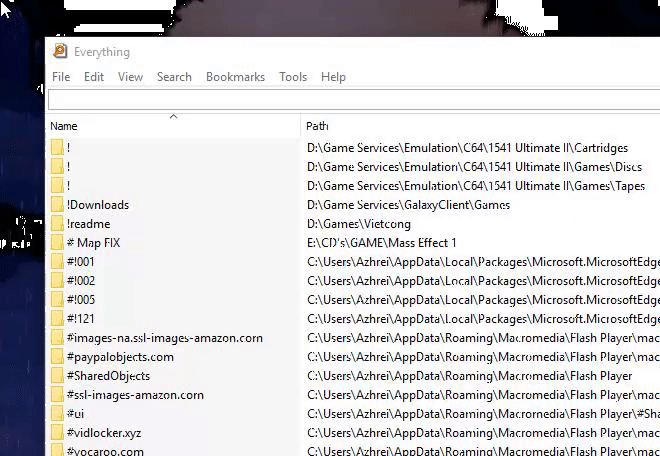 Everything
File Edit View Search Bookmarks Tools Help
Name Path
! D:\Game Services\Emulation\C64\1541 Ultimate II\Cartridges
! D:\Game Services\Emulation\C64\1541 Ultimate II\Games\Discs
! D:\Game Services\Emulation\C64\1541 Ultimate II\Games\Tapes
!Downloads D:\Game Services\GalaxyClient\Games
!readme D:\Games\Vietcong
# Map FIX E:\CD's\GAME\Mass Effect 1
#!001 C:\Users\Azhrei\AppData\Local\Packages\Microsoft.MicrosoftEdge
#!002 C:\Users\Azhrei\AppData\Local\Packages\Microsoft.MicrosoftEdge
#!005 C:\Users\Azhrei\AppData\Local\Packages\Microsoft.MicrosoftEdge
#!121 C:\Users\Azhrei\AppData\Local\Packages\Microsoft.MicrosoftEdge
#images-na.ssl-images-amazon.com C:\Users\Azhrei\AppData\Roaming\Macromedia\Flash Player\mac
#paypalobjects.com C:\Users\Azhrei\AppData\Roaming\Macromedia\Flash Player\mac
#SharedObjects C:\Users\Azhrei\AppData\Roaming\Macromedia\Flash Player
#ssl-images-amazon.com C:\Users\Azhrei\AppData\Roaming\Macromedia\Flash Player\mac
#ui C:\Users\Azhrei\AppData\Roaming\Macromedia\Flash Player\#Sha
#vidlocker.xyz C:\Users\Azhrei\AppData\Roaming\Macromedia\Flash Player\mac
#vocaroo.com C:\Users\Azhrei\AppData\Roaming\Macromedia\Flash Player\mac